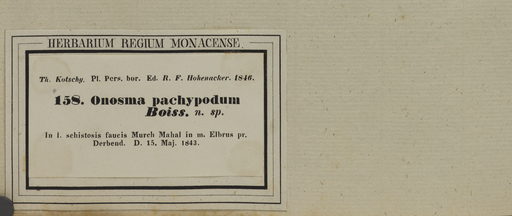 HERBARIUM REGIUM MONACENSE.
Th. Kotschy. Pl. Pers. bor. Ed. R. F. Hohenacker. 1846.
158. Onosma pachypodum
Boiss. n. sp.
In l. schistosis faucis Murch Mahal in m. Elbrus pr.
Derbend. D. 15. Maj. 1843.